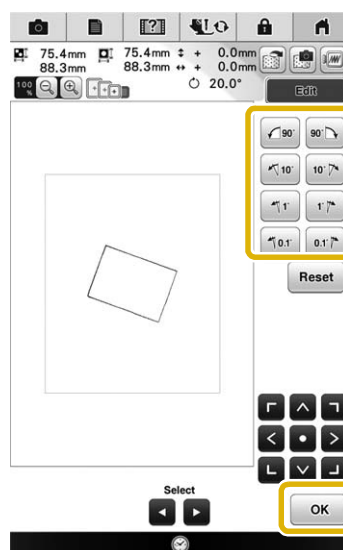 75.4mm 75.4mm + 0.0mm
88.3mm 88.3mm + 0.0mm
100 % 20.0°
Edit
90° 90°
10° 10°
1° 1°
0.1° 0.1°
Reset
Select
OK